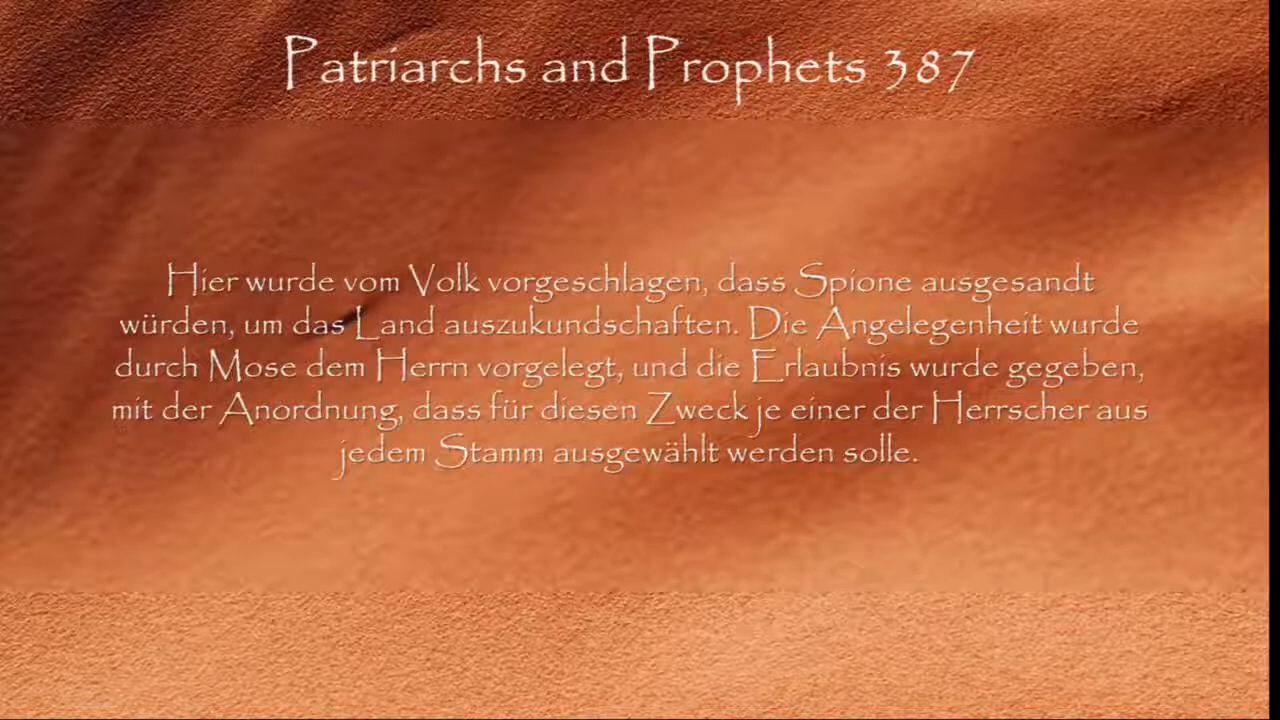 Patriarchs and Prophets 387
Hier wurde vom Volk vorgeschlagen, dass Spione ausgesandt
würden, um das Land auszukundschaften. Die Angelegenheit wurde
durch Mose dem Herrn vorgelegt, und die Erlaubnis wurde gegeben,
mit der Anordnung, dass für diesen Zweck je einer der Herrscher aus
jedem Stamm ausgewählt werden solle.